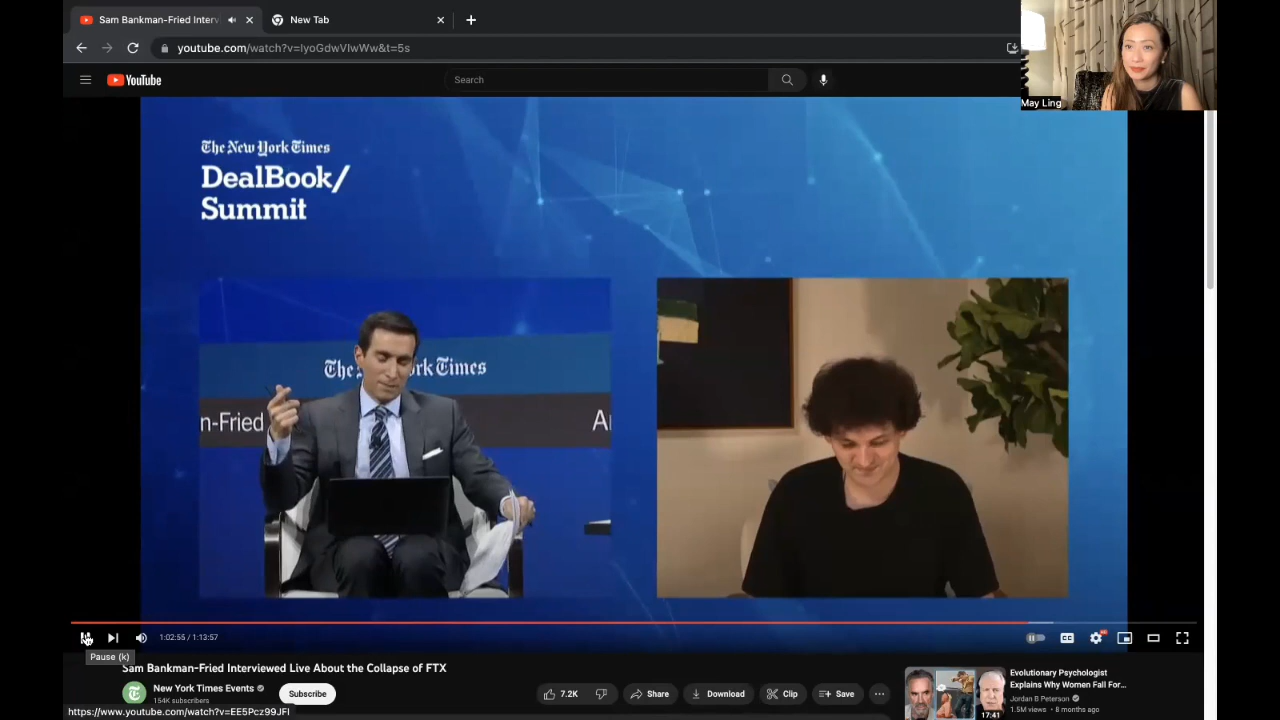 Sam Bankman-Fried Interv
New Tab
youtube.com/watch?v=IyoGdwVIwWw&t=5s
May Ling
YouTube
Search
The New York Times
DealBook/
Summit
The rk Times
n-Fried
1:02:55 / 1:13:57
CC
Pause (k)
Sam Bankman-Fried Interviewed Live About the Collapse of FTX
New York Times Events
154K subscribers
Subscribe
7.2K
Share
Download
Clip
Save
Evolutionary Psychologist
Explains Why Women Fall For...
Jordan B Peterson
1.5M views • 8 months ago
17:41
https://www.youtube.com/watch?v=EE5Pcz99JFI